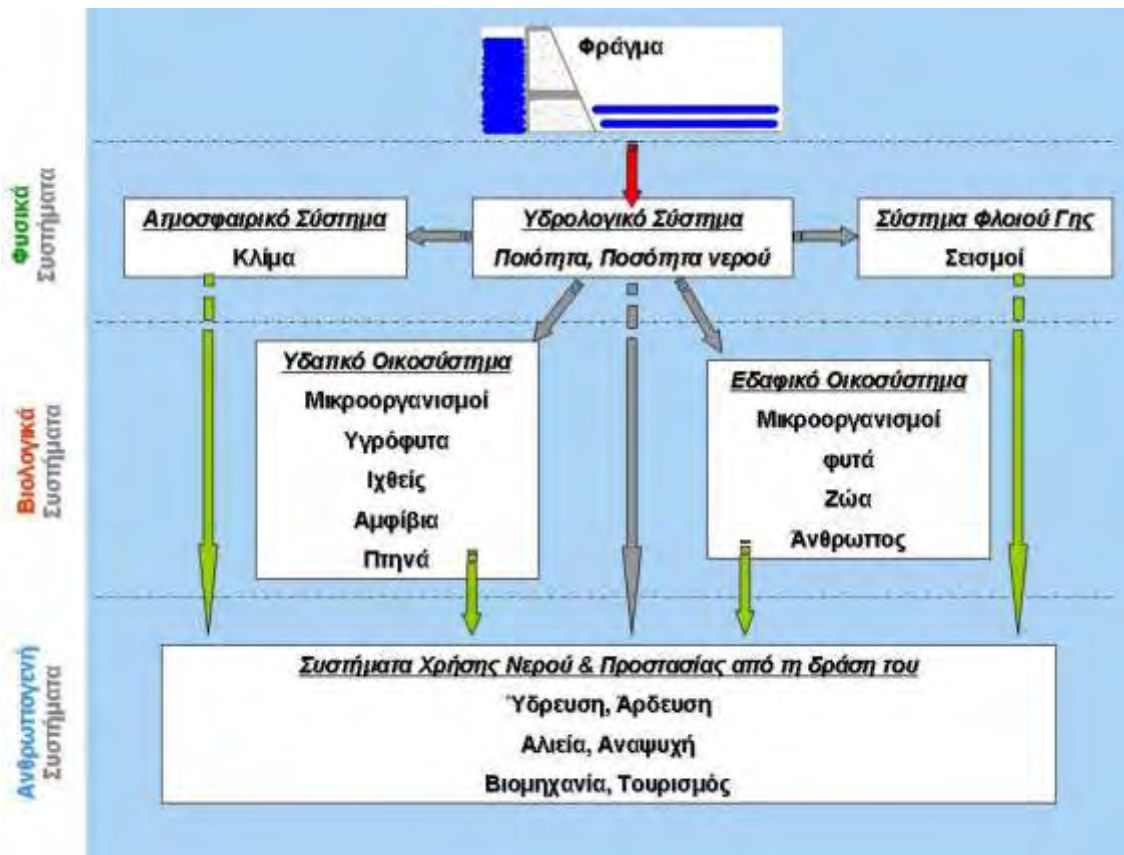 Φράγμα
Φυσικά
Συστήματα
Ατμοσφαιρικό Σύστημα
Κλίμα
Υδρολογικό Σύστημα
Ποιότητα, Ποσότητα νερού
Σύστημα Φλοιού Γης
Σεισμοί
Βιολογικά
Συστήματα
Υδατικό Οικοσύστημα
Μικροοργανισμοί
Υγρόφυτα
Ιχθείς
Αμφίβια
Πτηνά
Εδαφικό Οικοσύστημα
Μικροοργανισμοί
φυτά
Ζώα
Άνθρωπος
Ανθρωπογενή
Συστήματα
Συστήματα Χρήσης Νερού & Προστασίας από τη δράση του
Ύδρευση, Άρδευση
Αλιεία, Αναψυχή
Βιομηχανία, Τουρισμός